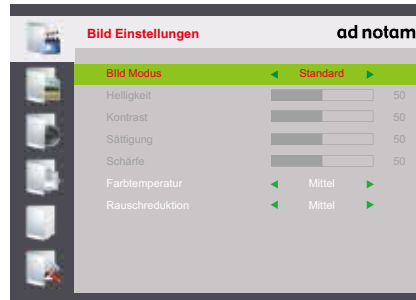 Bild Einstellungen ad notam
BIld Modus Standard
Helligkeit 50
Kontrast 50
Sättigung 50
Schärfe 50
Farbtemperatur Mittel
Rauschreduktion Mittel